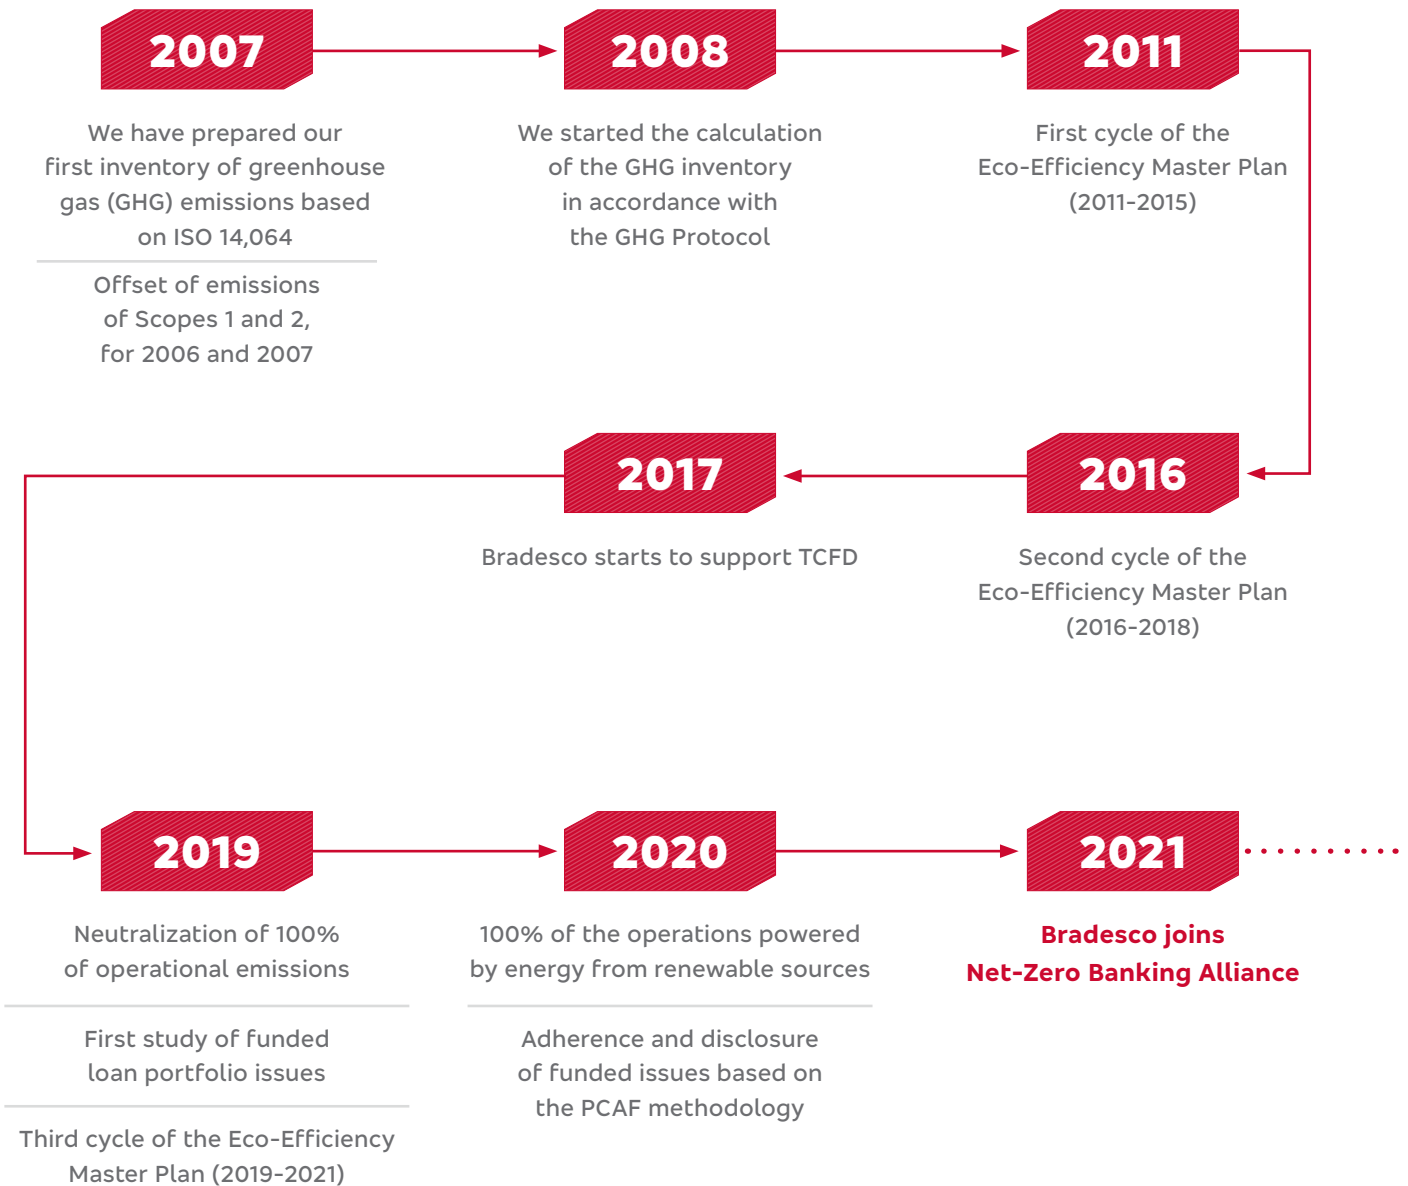 2007
We have prepared our
first inventory of greenhouse
gas (GHG) emissions based
on ISO 14,064
Offset of emissions
of Scopes 1 and 2,
for 2006 and 2007
2008
We started the calculation
of the GHG inventory
in accordance with
the GHG Protocol
2011
First cycle of the
Eco-Efficiency Master Plan
(2011-2015)
2016
Second cycle of the
Eco-Efficiency Master Plan
(2016-2018)
2017
Bradesco starts to support TCFD
2019
Neutralization of 100%
of operational emissions
First study of funded
loan portfolio issues
Third cycle of the Eco-Efficiency
Master Plan (2019-2021)
2020
100% of the operations powered
by energy from renewable sources
Adherence and disclosure
of funded issues based on
the PCAF methodology
2021
Bradesco joins
Net-Zero Banking Alliance